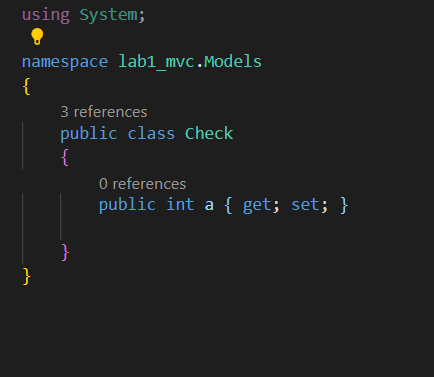 using System;
namespace lab1_mvc.Models
{
3 references
public class Check
{
0 references
public int a { get; set; }
}
}